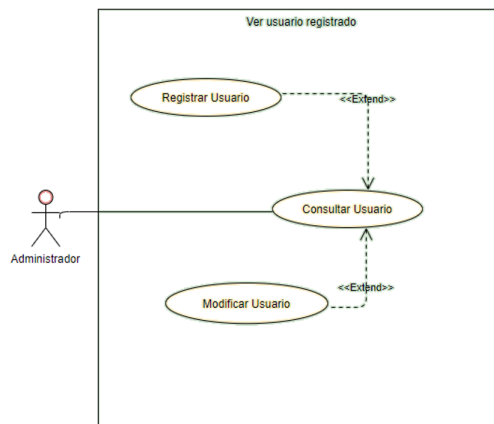 Ver usuario registrado
Registrar Usuario
<<Extend>>
Consultar Usuario
Administrador
<<Extend>>
Modificar Usuario